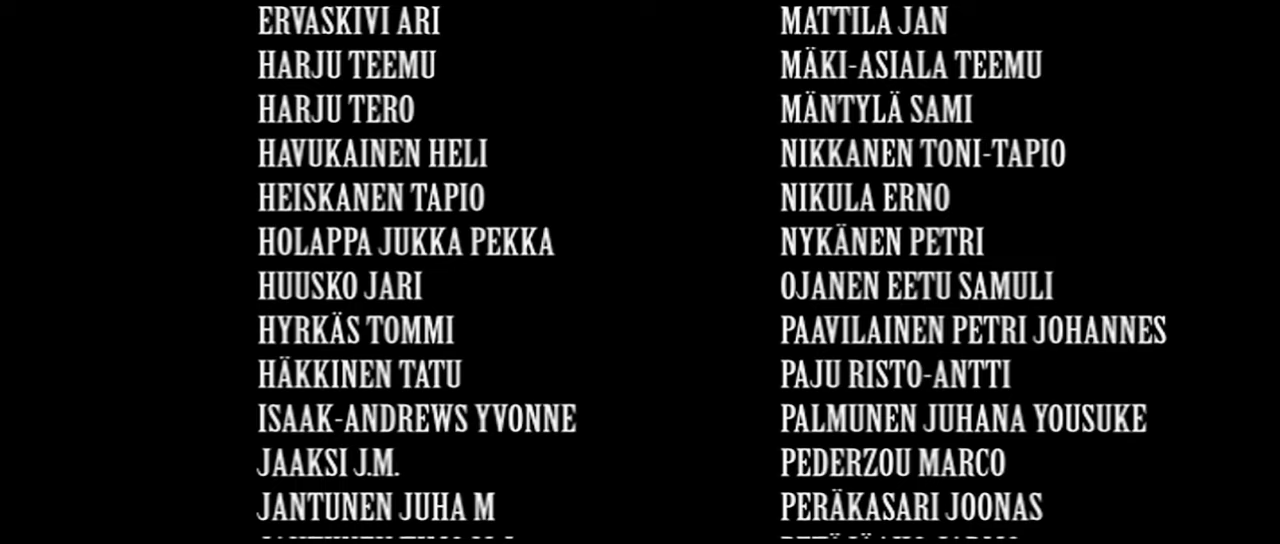 ERVASKIVI ARI
HARJU TEEMU
HARJU TERO
HAVUKAINEN HELI
HEISKANEN TAPIO
HOLAPPA JUKKA PEKKA
HUUSKO JARI
HYRKÄS TOMMI
HÄKKINEN TATU
ISAAK-ANDREWS YVONNE
JAAKSI J.M.
JANTUNEN JUHA M
MATTILA JAN
MÄKI-ASIALA TEEMU
MÄNTYLÄ SAMI
NIKKANEN TONI-TAPIO
NIKULA ERNO
NYKÄNEN PETRI
OJANEN EETU SAMULI
PAAVILAINEN PETRI JOHANNES
PAJU RISTO-ANTTI
PALMUNEN JUHANA YOUSUKE
PEDERZOU MARCO
PERÄKASARI JOONAS